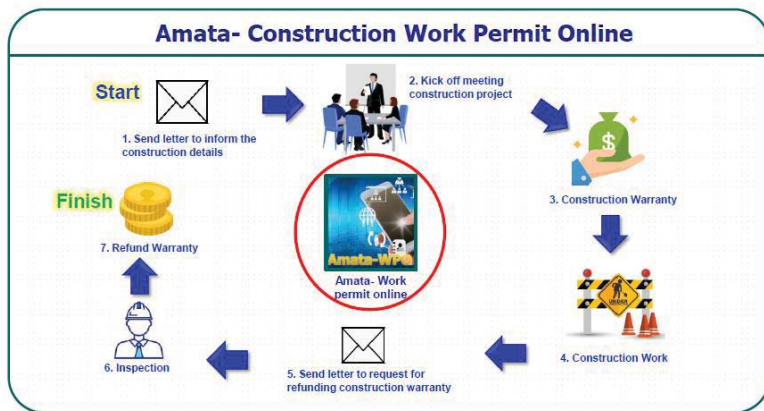 Amata- Construction Work Permit Online
Start
1. Send letter to inform the
construction details
2. Kick off meeting
construction project
$
3. Construction Warranty
UNDER
4. Construction Work
5. Send letter to request for
refunding construction warranty
6. Inspection
Finish
7. Refund Warranty
Amata-WPO
Amata- Work
permit online